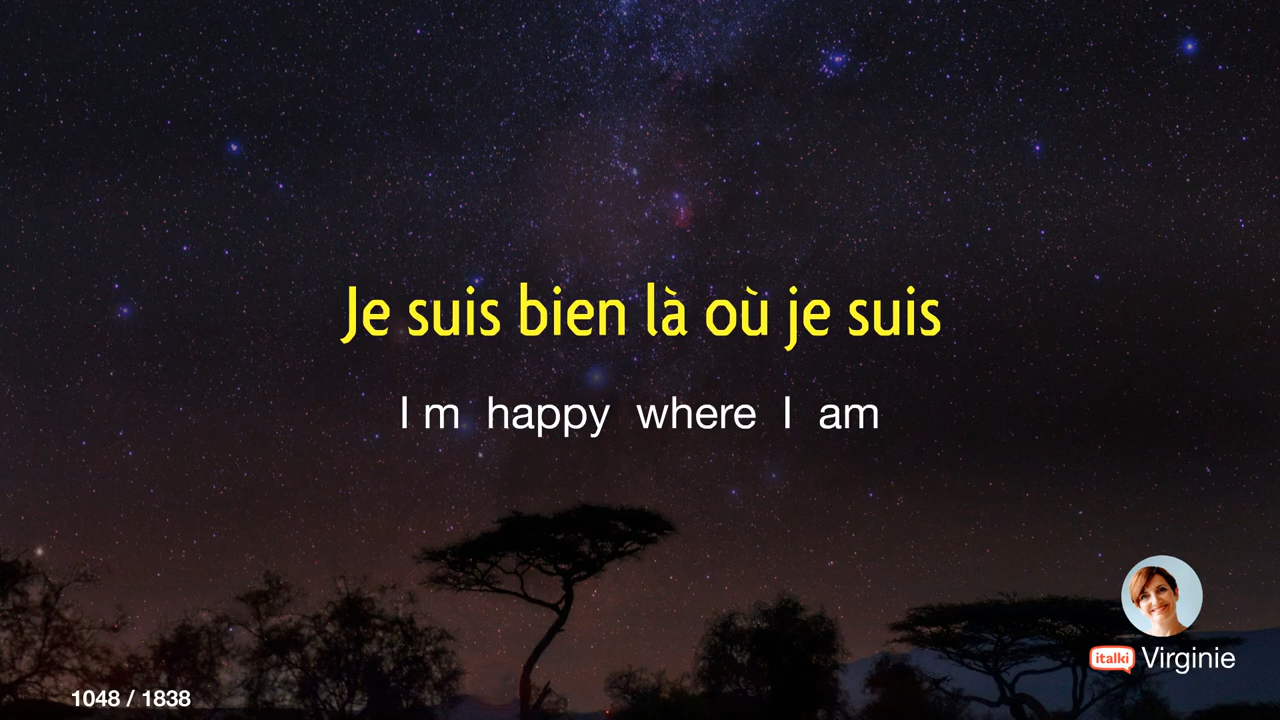 Je suis bien là où je suis
I m happy where I am
italki Virginie
1048 / 1838